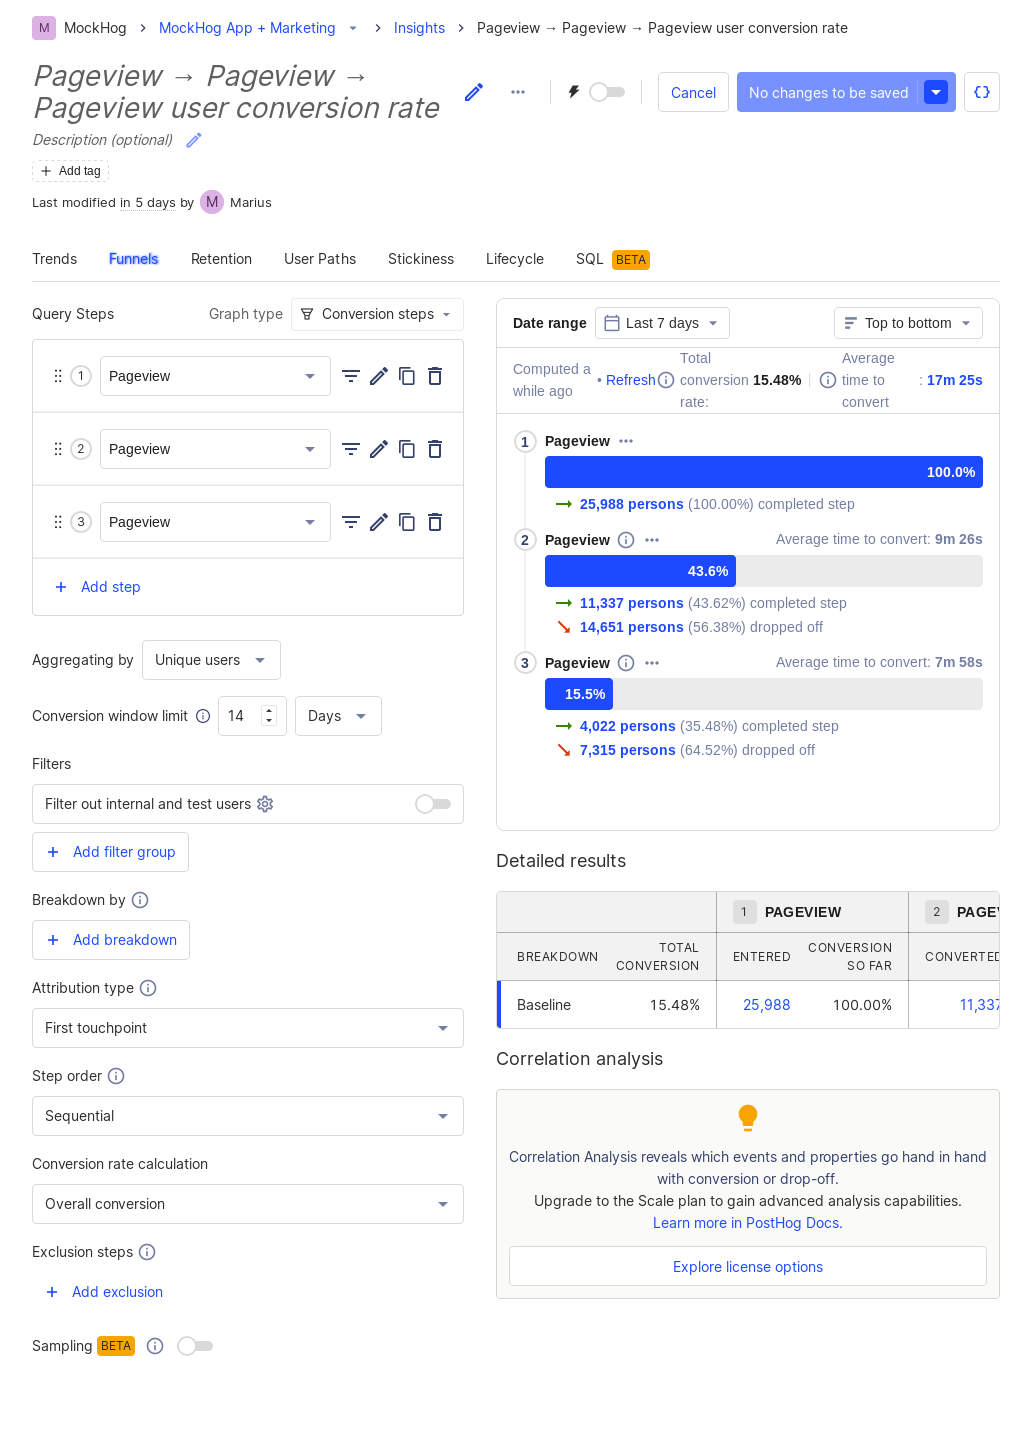 M MockHog > MockHog App + Marketing > Insights > Pageview → Pageview → Pageview user conversion rate
Pageview → Pageview →
Pageview user conversion rate
Cancel
No changes to be saved
Description (optional)
Add tag
Last modified in 5 days by M Marius
Trends Funnels Retention User Paths Stickiness Lifecycle SQL BETA
Query Steps
Graph type Conversion steps
1 Pageview
2 Pageview
3 Pageview
Add step
Aggregating by Unique users
Conversion window limit 14 Days
Filters
Filter out internal and test users
Add filter group
Breakdown by
Add breakdown
Attribution type
First touchpoint
Step order
Sequential
Conversion rate calculation
Overall conversion
Exclusion steps
Add exclusion
Sampling BETA
Date range Last 7 days Top to bottom
Computed a
while ago
• Refresh
Total
conversion
rate:
15.48%
Average
time to
convert
: 17m 25s
1 Pageview
100.0%
25,988 persons (100.00%) completed step
2 Pageview Average time to convert: 9m 26s
43.6%
11,337 persons (43.62%) completed step
14,651 persons (56.38%) dropped off
3 Pageview Average time to convert: 7m 58s
15.5%
4,022 persons (35.48%) completed step
7,315 persons (64.52%) dropped off
Detailed results
1 PAGEVIEW 2 PAGEV
BREAKDOWN
TOTAL
CONVERSION
ENTERED
CONVERSION
SO FAR
CONVERTED
Baseline 15.48% 25,988 100.00% 11,337
Correlation analysis
Correlation Analysis reveals which events and properties go hand in hand
with conversion or drop-off.
Upgrade to the Scale plan to gain advanced analysis capabilities.
Learn more in PostHog Docs.
Explore license options